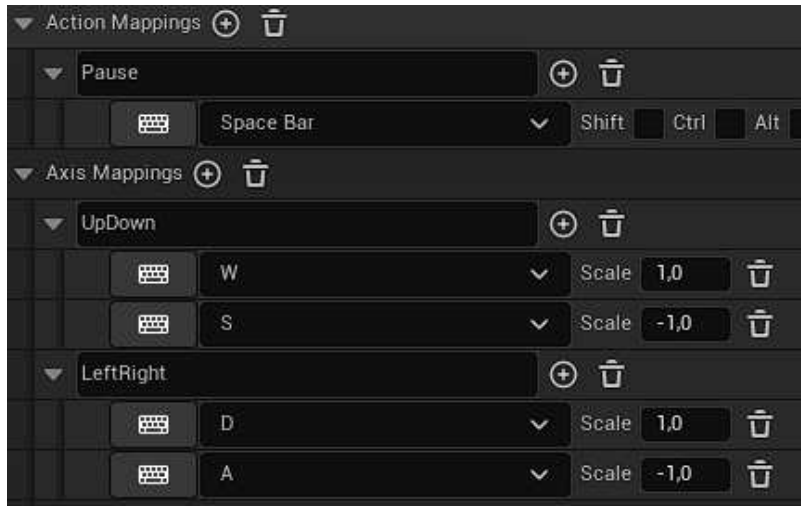 Action Mappings
Pause
Space Bar Shift Ctrl Alt
Axis Mappings
UpDown
W Scale 1,0
S Scale -1,0
LeftRight
D Scale 1,0
A Scale -1,0